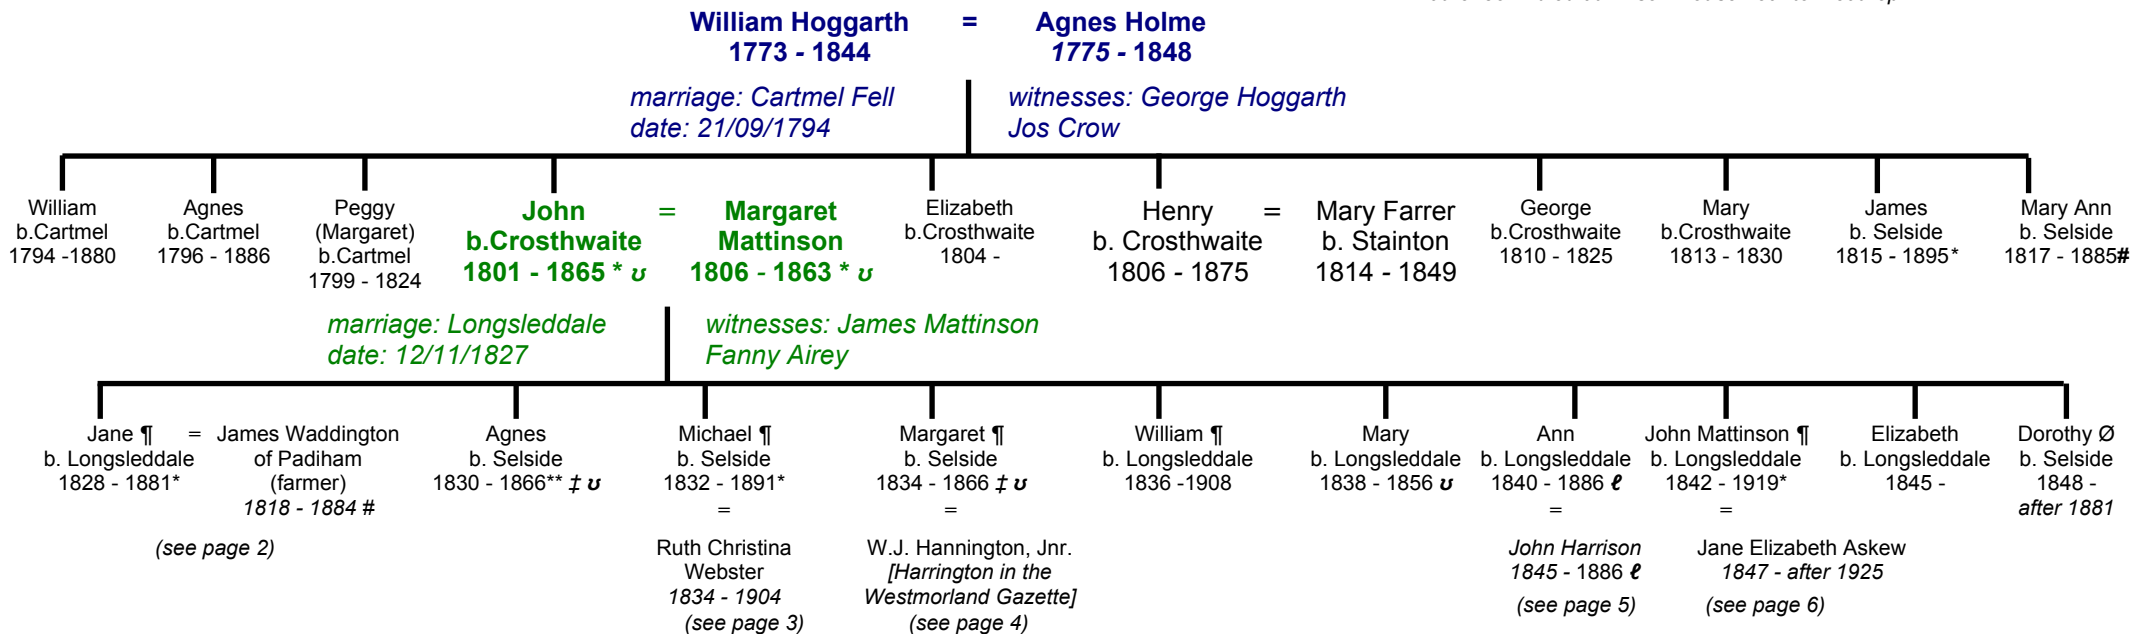 William Hoggarth = Agnes Holme
1773 - 1844 1775 - 1848
marriage: Cartmel Fell witnesses: George Hoggarth
date: 21/09/1794 Jos Crow
William
b.Cartmel
1794 -1880
Agnes
b.Cartmel
1796 - 1886
Peggy
(Margaret)
b.Cartmel
1799 - 1824
John = Margaret
b.Crosthwaite Mattinson
1801 - 1865 * ʊ 1806 - 1863 * ʊ
Elizabeth
b.Crosthwaite
1804 -
Henry = Mary Farrer
b. Crosthwaite b. Stainton
1806 - 1875 1814 - 1849
George
b.Crosthwaite
1810 - 1825
Mary
b.Crosthwaite
1813 - 1830
James
b. Selside
1815 - 1895*
Mary Ann
b. Selside
1817 - 1885#
marriage: Longsleddale witnesses: James Mattinson
date: 12/11/1827 Fanny Airey
Jane ¶ = James Waddington
b. Longsleddale of Padiham
1828 - 1881* (farmer)
1818 - 1884 #
(see page 2)
Agnes
b. Selside
1830 - 1866** ‡ ʊ
Michael ¶
b. Selside
1832 - 1891*
=
Ruth Christina
Webster
1834 - 1904
(see page 3)
Margaret ¶
b. Selside
1834 - 1866 ‡ ʊ
=
W.J. Hannington, Jnr.
[Harrington in the
Westmorland Gazette]
(see page 4)
William ¶
b. Longsleddale
1836 -1908
Mary
b. Longsleddale
1838 - 1856 ʊ
Ann
b. Longsleddale
1840 - 1886 ℓ
=
John Harrison
1845 - 1886 ℓ
(see page 5)
John Mattinson ¶
b. Longsleddale
1842 - 1919*
=
Jane Elizabeth Askew
1847 - after 1925
(see page 6)
Elizabeth
b. Longsleddale
1845 -
Dorothy Ø
b. Selside
1848 -
after 1881